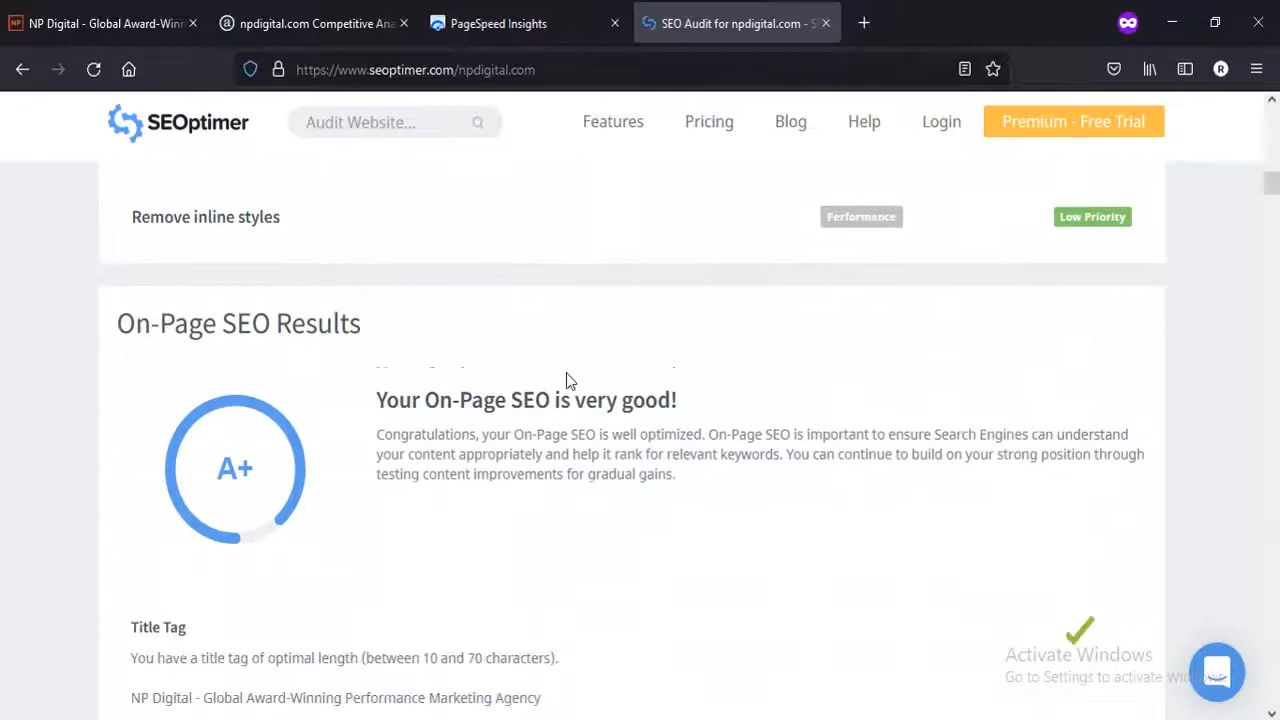 NP Digital - Global Award-Winn
npdigital.com Competitive Ana
PageSpeed Insights
SEO Audit for npdigital.com - S
R
https://www.seoptimer.com/npdigital.com
SEOptimer
Audit Website...
Features
Pricing
Blog
Help
Login
Premium - Free Trial
Remove inline styles
Performance
Low Priority
On-Page SEO Results
Your On-Page SEO is very good!
A+
Congratulations, your On-Page SEO is well optimized. On-Page SEO is important to ensure Search Engines can understand
your content appropriately and help it rank for relevant keywords. You can continue to build on your strong position through
testing content improvements for gradual gains.
Title Tag
You have a title tag of optimal length (between 10 and 70 characters).
NP Digital - Global Award-Winning Performance Marketing Agency
Activate Windows
Go to Settings to activate Windows.